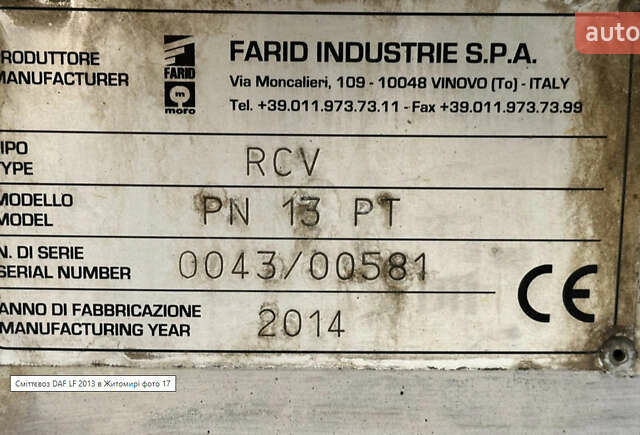 auto
RODUTTORE
MANUFACTURER
FARID
moro
FARID INDUSTRIE S.P.A.
Via Moncalieri, 109 - 10048 VINOVO (To) - ITALY
Tel. +39.011.973.73.11 - Fax +39.011.973.73.99
IPO
TYPE
RCV
MODELLO
MODEL
PN 13 PT
N. DI SERIE
SERIAL NUMBER
0043/00581
ANNO DI FABBRICAZIONE
MANUFACTURING YEAR
2014
CE
Сміттєвоз DAF LF 2013 в Житомирі фото 17